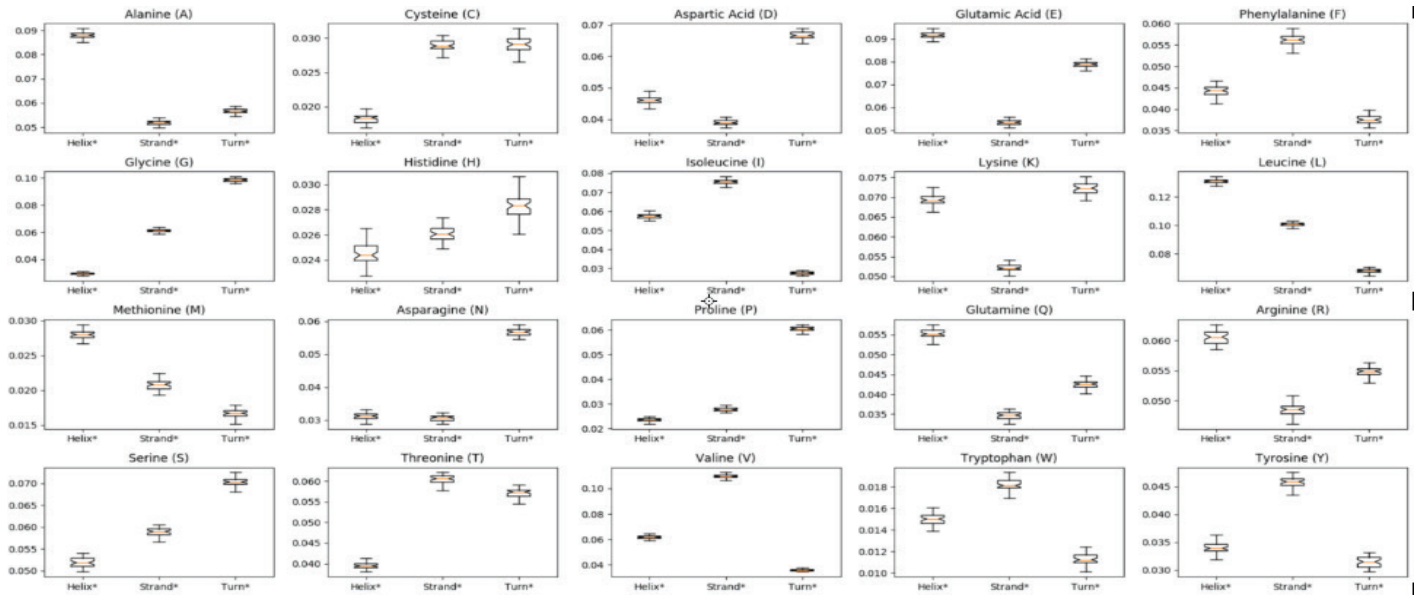 Alanine (A)
0.09
0.08
0.07
0.06
0.05
Helix* Strand* Turn*
Cysteine (C)
0.030
0.025
0.020
Helix* Strand* Turn*
Aspartic Acid (D)
0.07
0.06
0.05
0.04
Helix* Strand* Turn*
Glutamic Acid (E)
0.09
0.08
0.07
0.06
0.05
Helix* Strand* Turn*
Phenylalanine (F)
0.060
0.055
0.050
0.045
0.040
0.035
Helix* Strand* Turn*
Glycine (G)
0.10
0.08
0.06
0.04
Helix* Strand* Turn*
Histidine (H)
0.030
0.028
0.026
0.024
Helix* Strand* Turn*
Isoleucine (I)
0.08
0.07
0.06
0.05
0.04
0.03
Helix* Strand* Turn*
Lysine (K)
0.075
0.070
0.065
0.060
0.055
0.050
Helix* Strand* Turn*
Leucine (L)
0.12
0.10
0.08
Helix* Strand* Turn*
Methionine (M)
0.030
0.025
0.020
0.015
Helix* Strand* Turn*
Asparagine (N)
0.06
0.05
0.04
0.03
Helix* Strand* Turn*
Proline (P)
0.06
0.05
0.04
0.03
0.02
Helix* Strand* Turn*
Glutamine (Q)
0.055
0.050
0.045
0.040
0.035
Helix* Strand* Turn*
Arginine (R)
0.060
0.055
0.050
Helix* Strand* Turn*
Serine (S)
0.070
0.065
0.060
0.055
0.050
Helix* Strand* Turn*
Threonine (T)
0.060
0.055
0.050
0.045
0.040
Helix* Strand* Turn*
Valine (V)
0.10
0.08
0.06
0.04
Helix* Strand* Turn*
Tryptophan (W)
0.018
0.016
0.014
0.012
0.010
Helix* Strand* Turn*
Tyrosine (Y)
0.045
0.040
0.035
0.030
Helix* Strand* Turn*